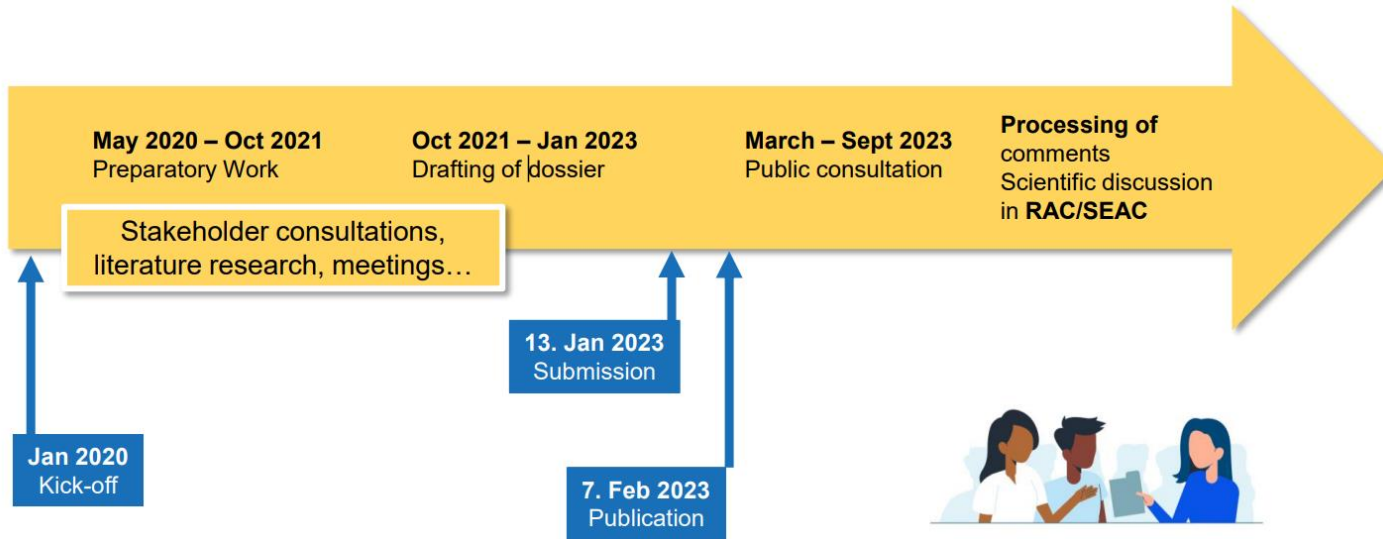 May 2020 – Oct 2021
Preparatory Work
Oct 2021 – Jan 2023
Drafting of dossier
March – Sept 2023
Public consultation
Processing of
comments
Scientific discussion
in RAC/SEAC
Stakeholder consultations,
literature research, meetings…
13. Jan 2023
Submission
Jan 2020
Kick-off
7. Feb 2023
Publication